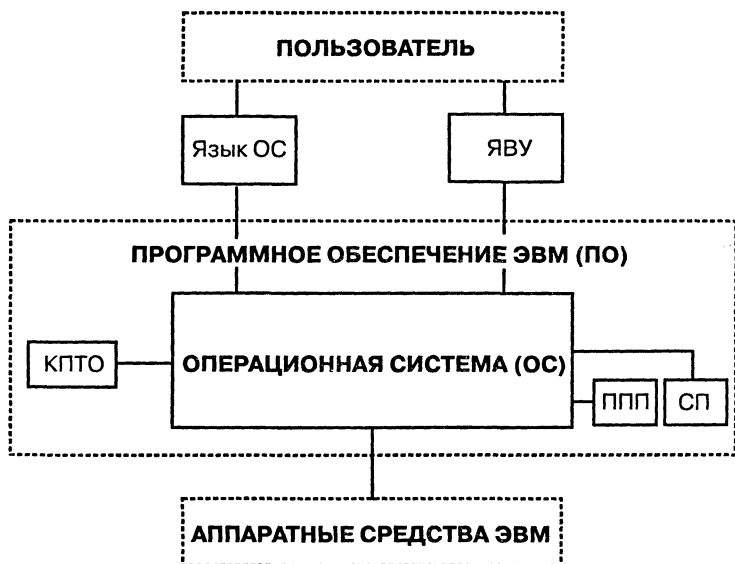 ПОЛЬЗОВАТЕЛЬ
Язык ОС
ЯВУ
ПРОГРАММНОЕ ОБЕСПЕЧЕНИЕ ЭВМ (ПО)
КПТО
ОПЕРАЦИОННАЯ СИСТЕМА (ОС)
ППП
СП
АППАРАТНЫЕ СРЕДСТВА ЭВМ